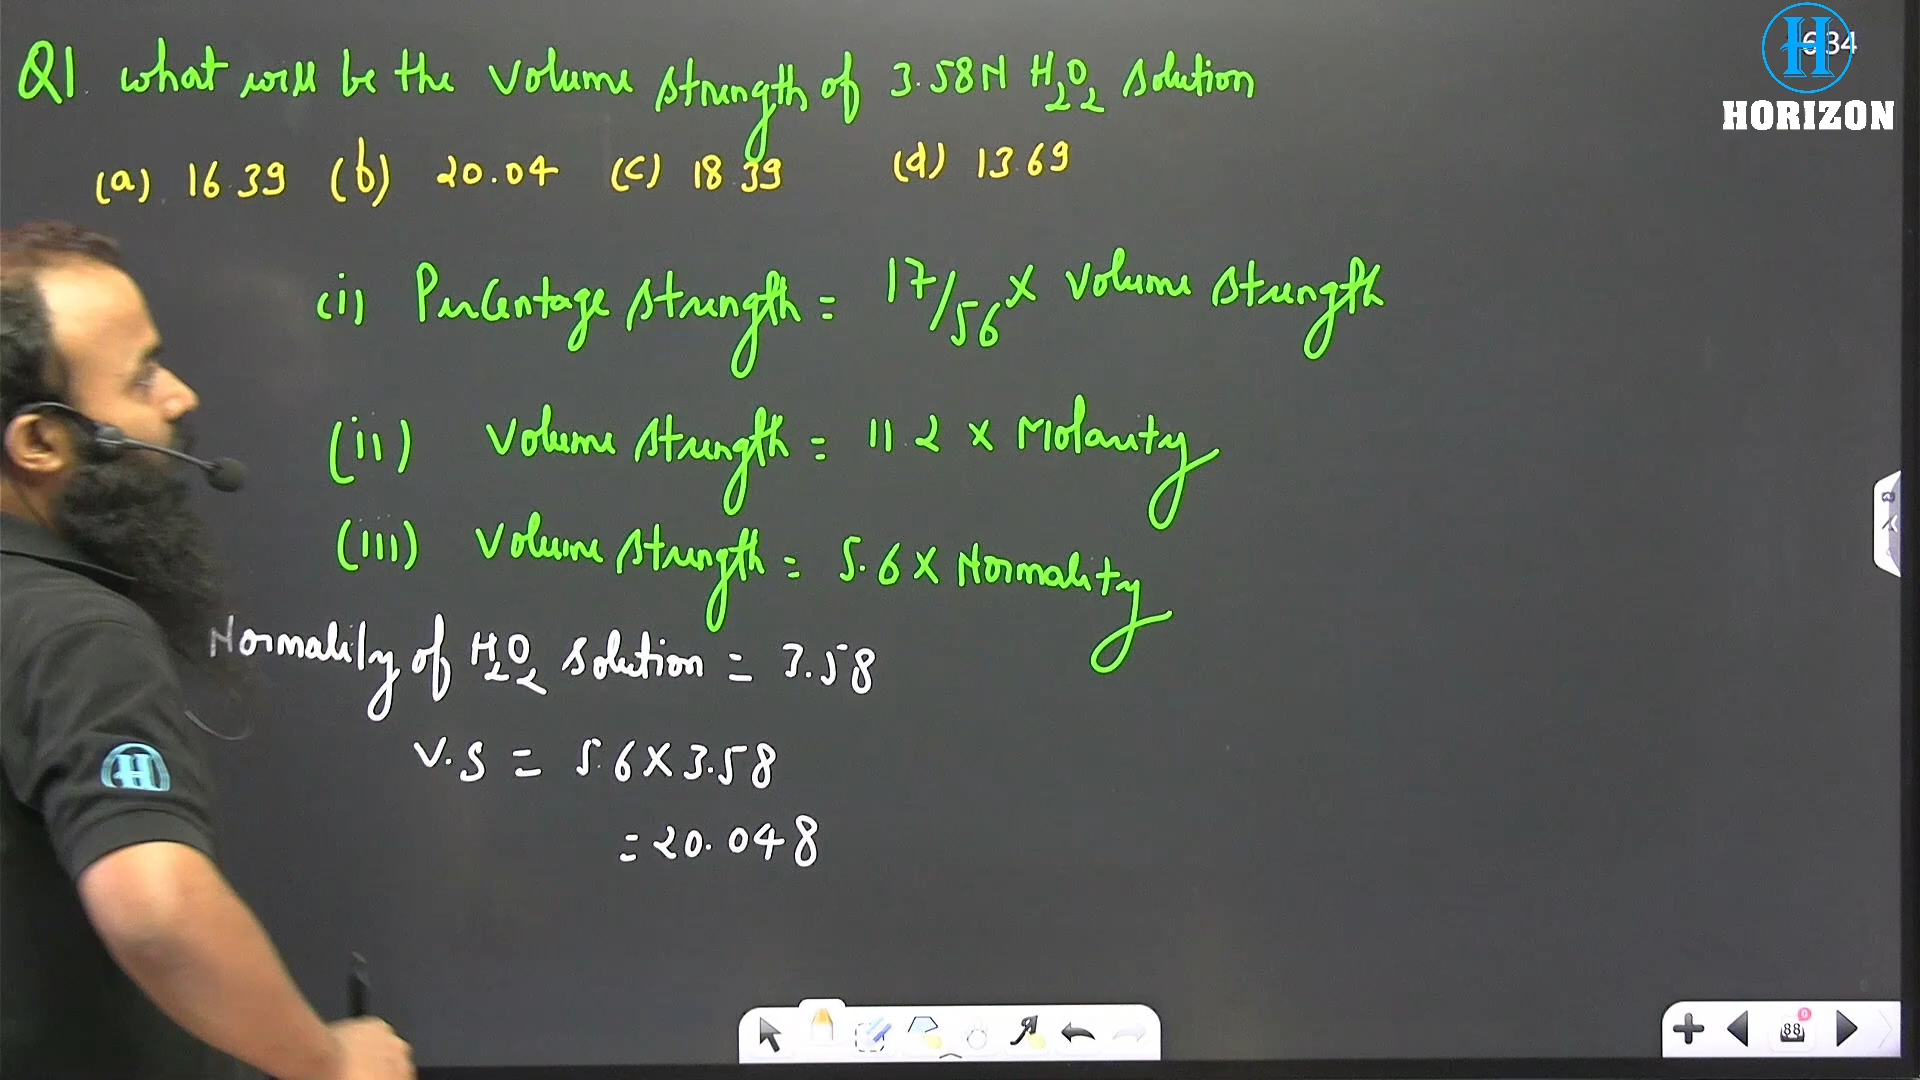 Q1. what will be the volume strength of 3.58N H2O2 solution
(a) 16.39 (b) 20.04 (c) 18.39 (d) 13.69
(i) Percentage strength = 17/56 x volume strength
(ii) volume strength = 11.2 x Molarity
(iii) volume strength = 5.6 x Normality
Normality of H2O2 solution = 3.58
V.S = 5.6 x 3.58
= 20.048
H
HORIZON
H
88
0